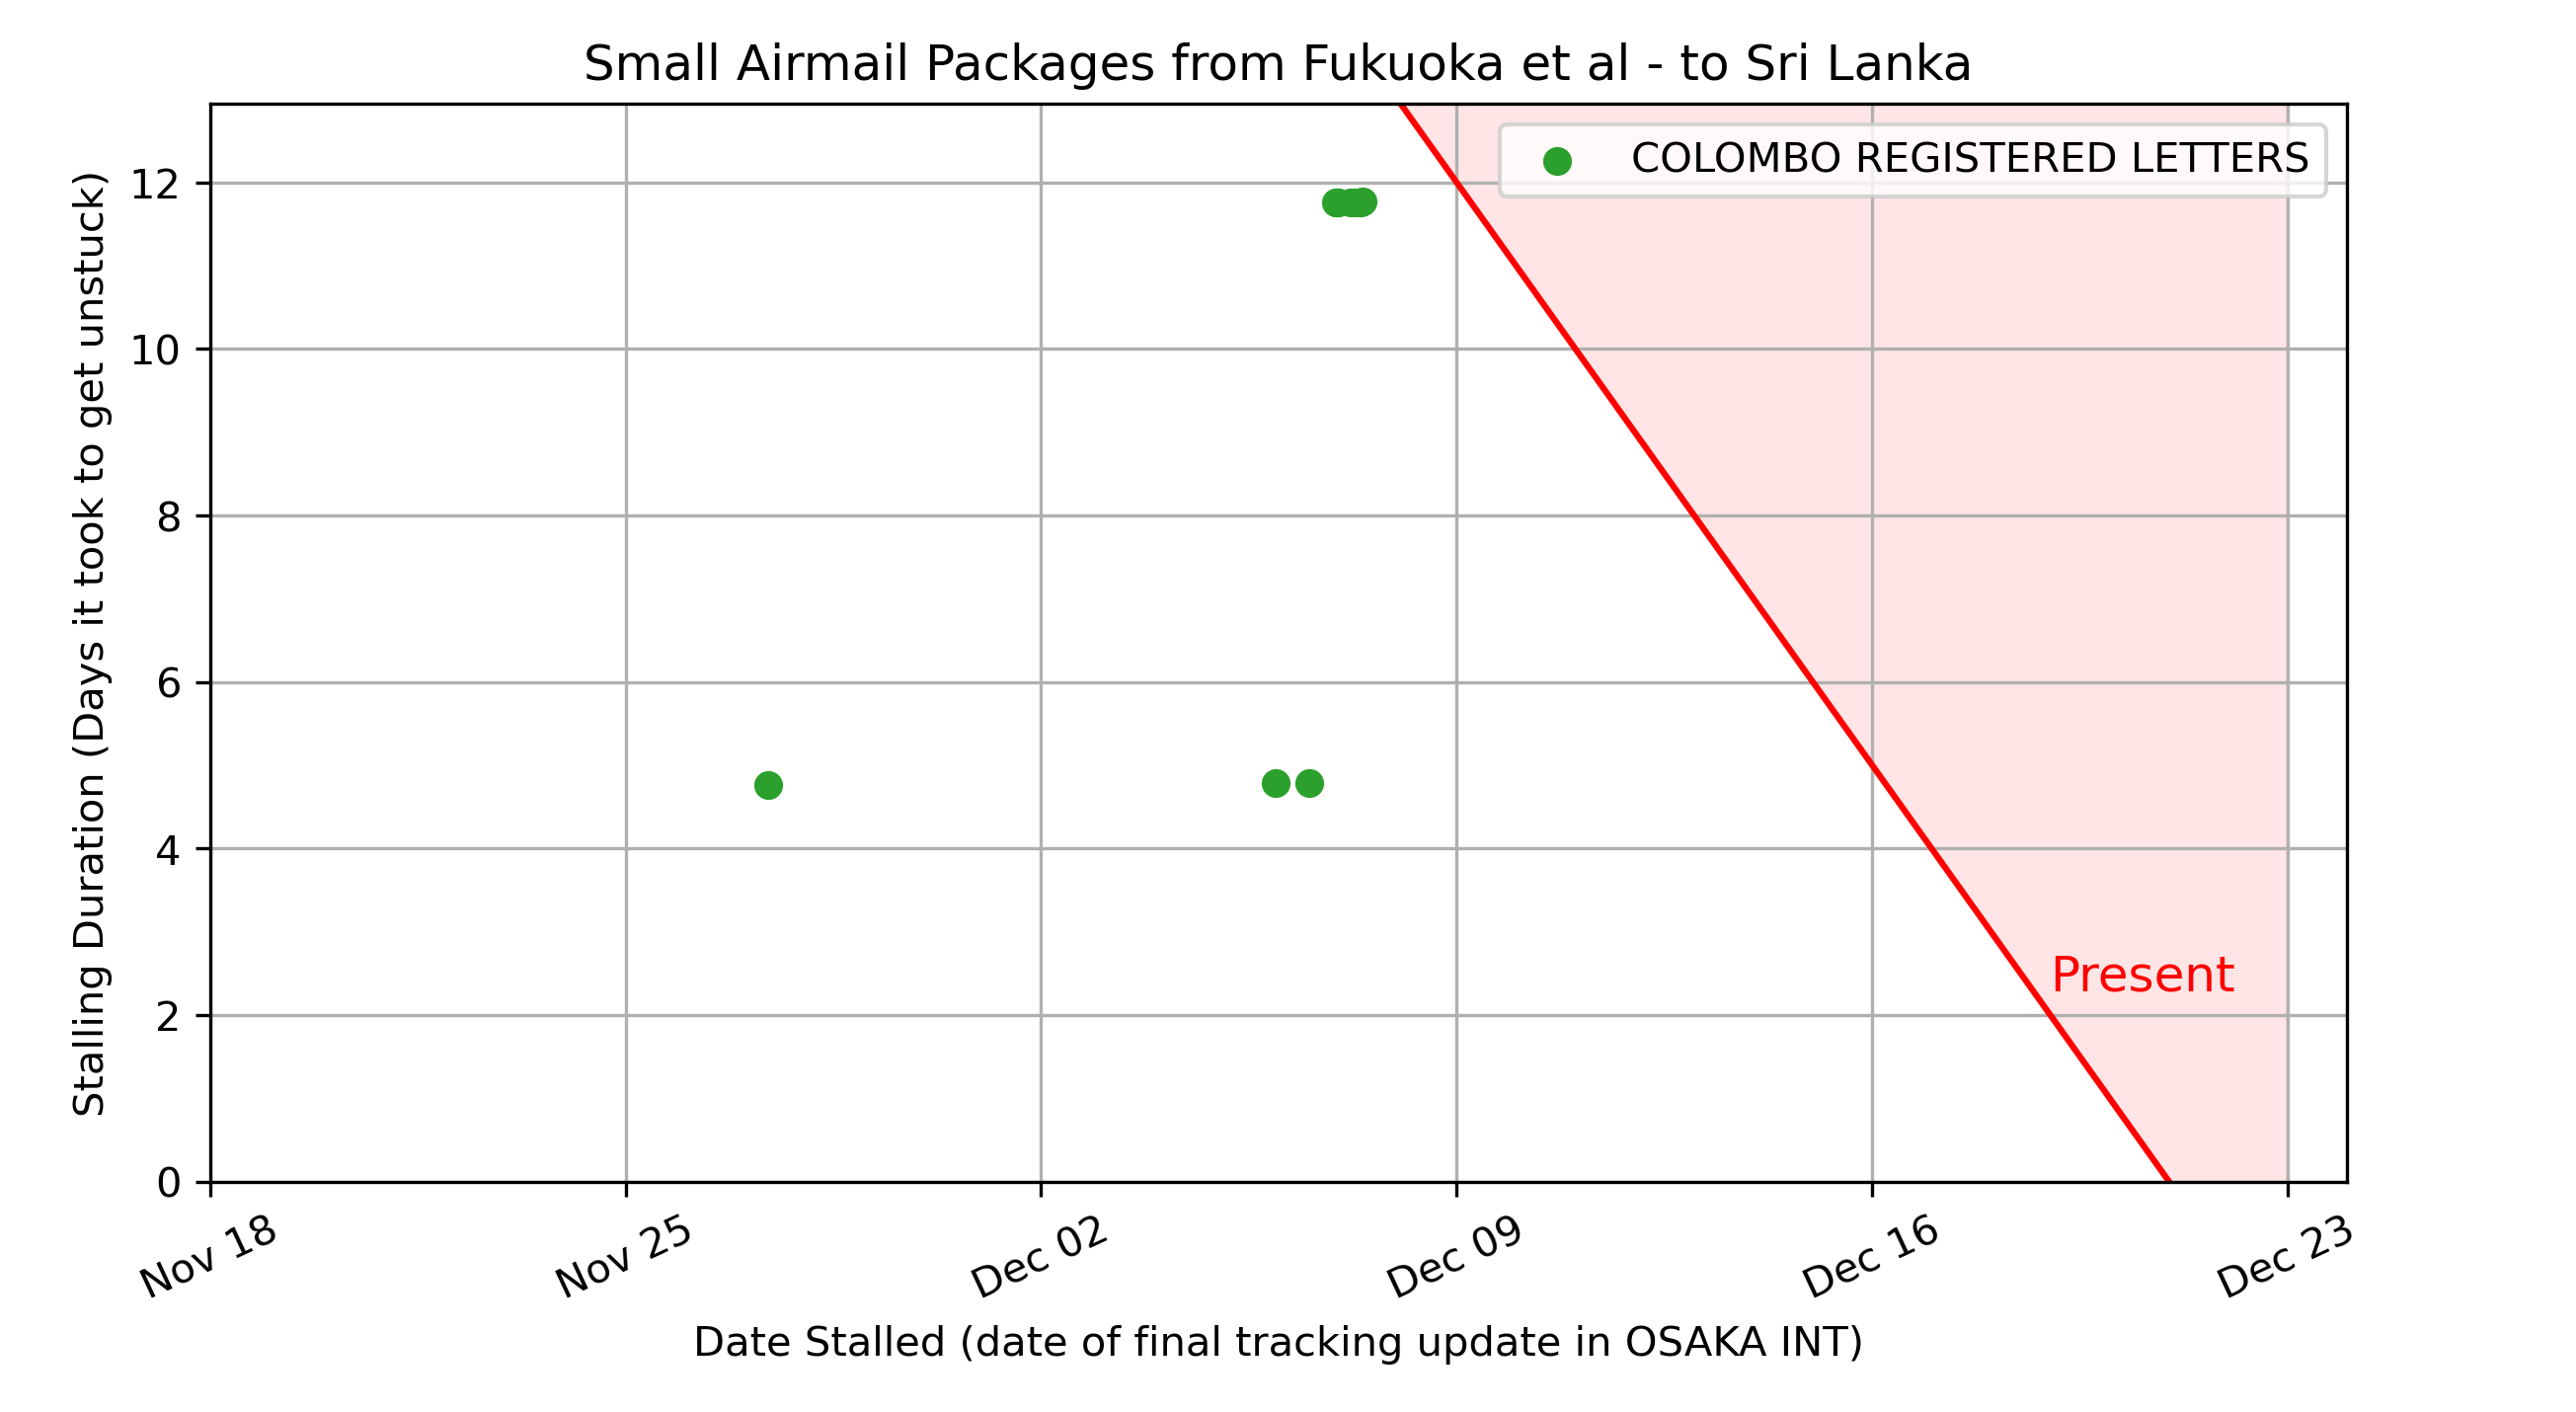 Small Airmail Packages from Fukuoka et al - to Sri Lanka
COLOMBO REGISTERED LETTERS
Stalling Duration (Days it took to get unstuck)
12
10
8
6
4
2
0
Present
Nov 18
Nov 25
Dec 02
Dec 09
Dec 16
Dec 23
Date Stalled (date of final tracking update in OSAKA INT)